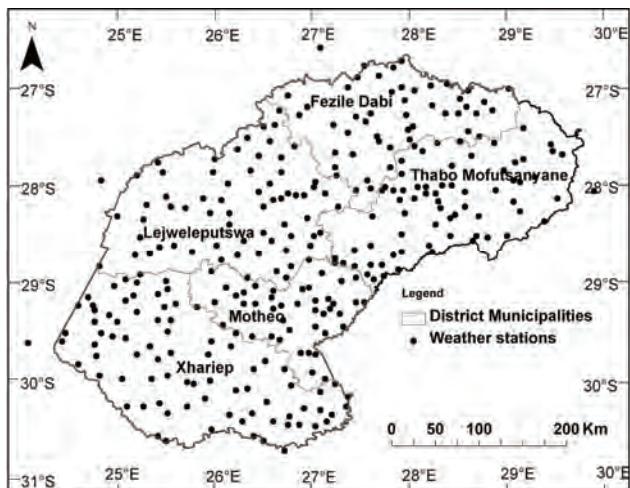 N
25°E 26°E 27°E 28°E 29°E 30°E
27°S 27°S
Fezile Dabi
Thabo Mofutsanyane
28°S 28°S
Lejweleputswa
29°S 29°S
Legend
Motheo
District Municipalities
Weather stations
Xhariep
30°S 30°S
0 25 50 100 150 200 Km
31°S
25°E 26°E 27°E 28°E 29°E 30°E